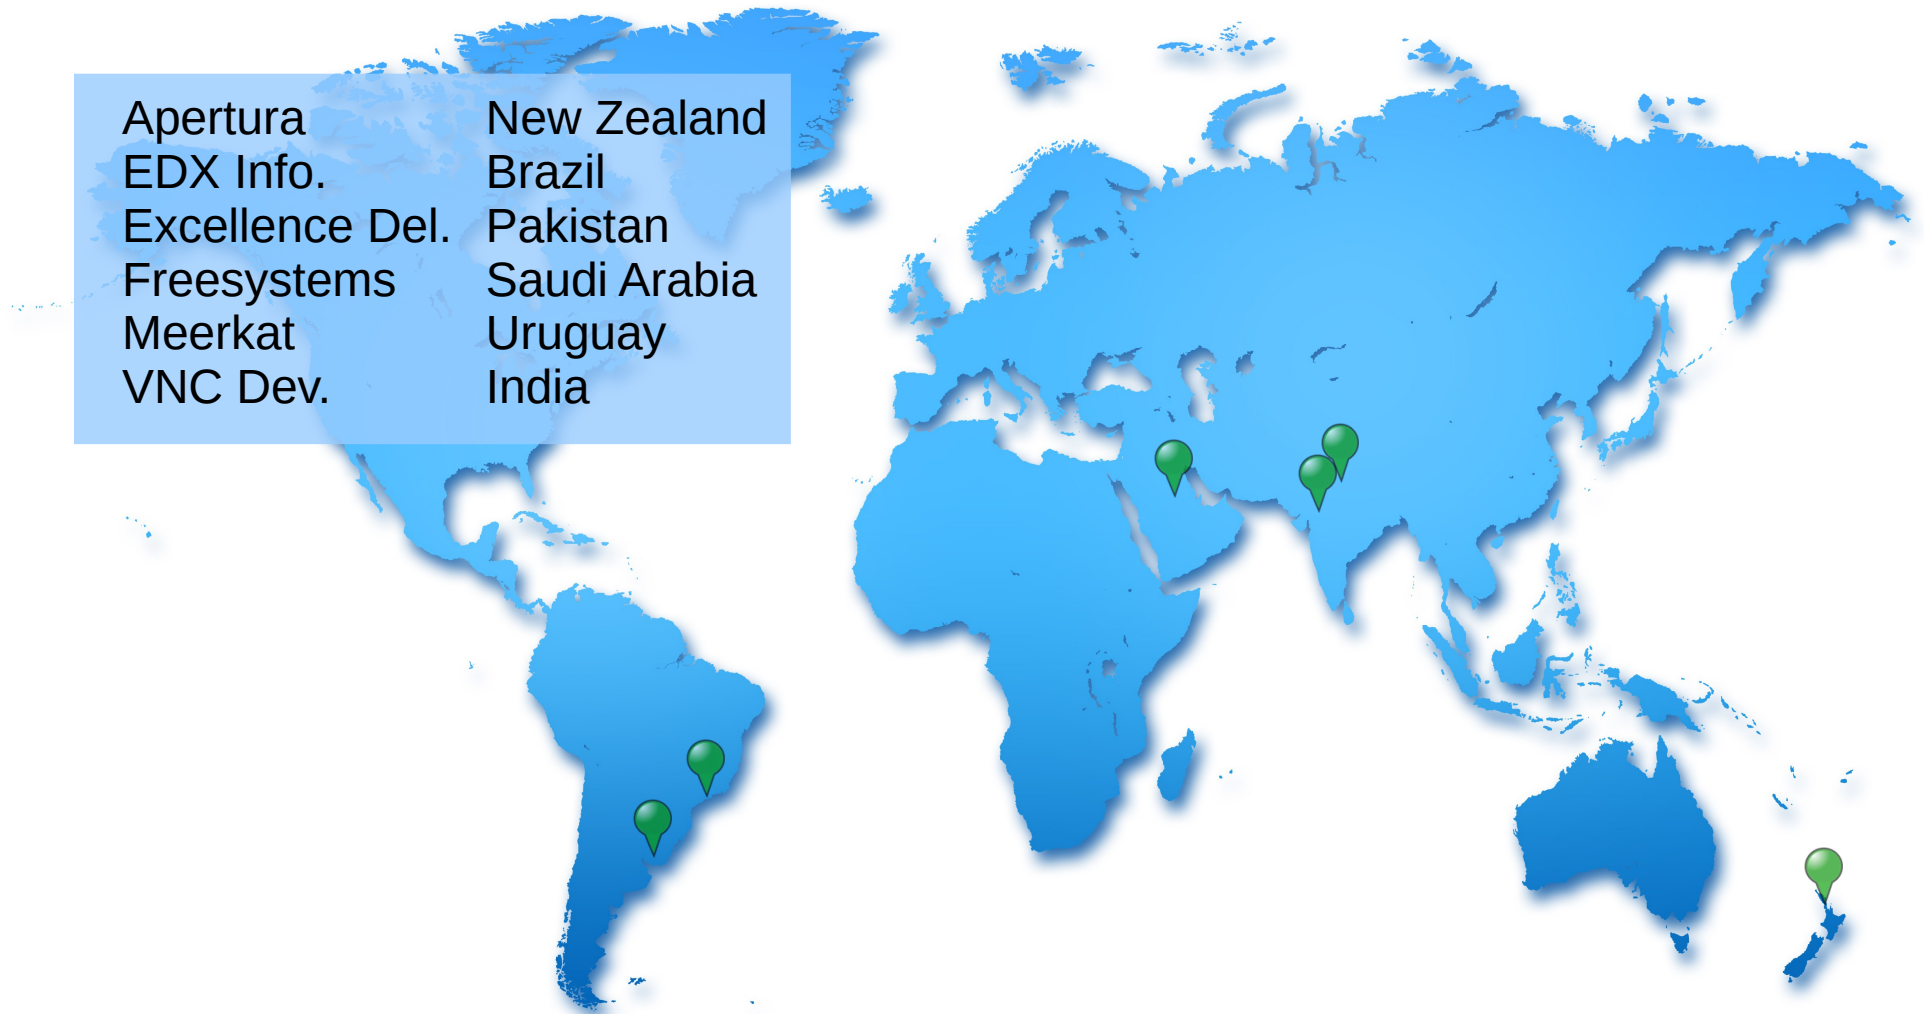 Apertura New Zealand
EDX Info. Brazil
Excellence Del. Pakistan
Freesystems Saudi Arabia
Meerkat Uruguay
VNC Dev. India